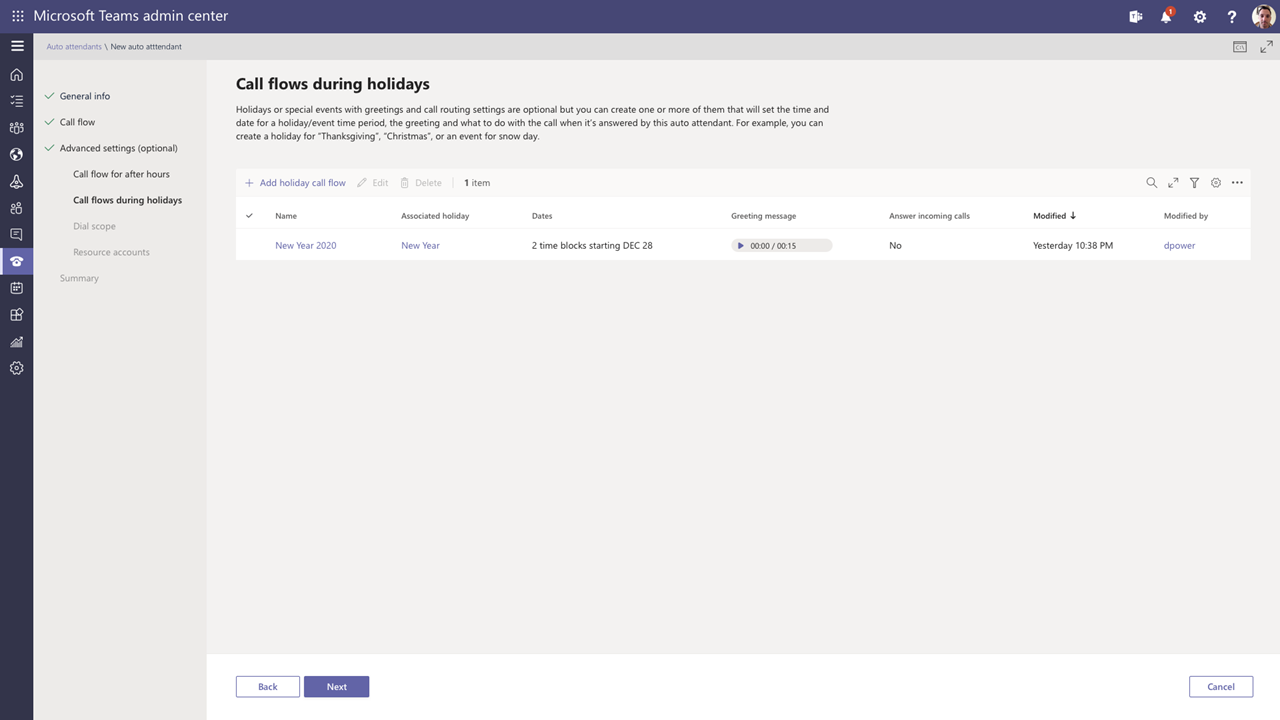 Microsoft Teams admin center
1
Auto attendants \ New auto atttendant
General info
Call flow
Advanced settings (optional)
Call flow for after hours
Call flows during holidays
Dial scope
Resource accounts
Summary
Call flows during holidays
Holidays or special events with greetings and call routing settings are optional but you can create one or more of them that will set the time and
date for a holiday/event time period, the greeting and what to do with the call when it's answered by this auto attendant. For example, you can
create a holiday for "Thanksgiving", "Christmas", or an event for snow day.
+ Add holiday call flow Edit Delete | 1 item
Name Associated holiday Dates Greeting message Answer incoming calls Modified ↓ Modified by
New Year 2020 New Year 2 time blocks starting DEC 28 00:00 / 00:15 No Yesterday 10:38 PM dpower
Back Next Cancel